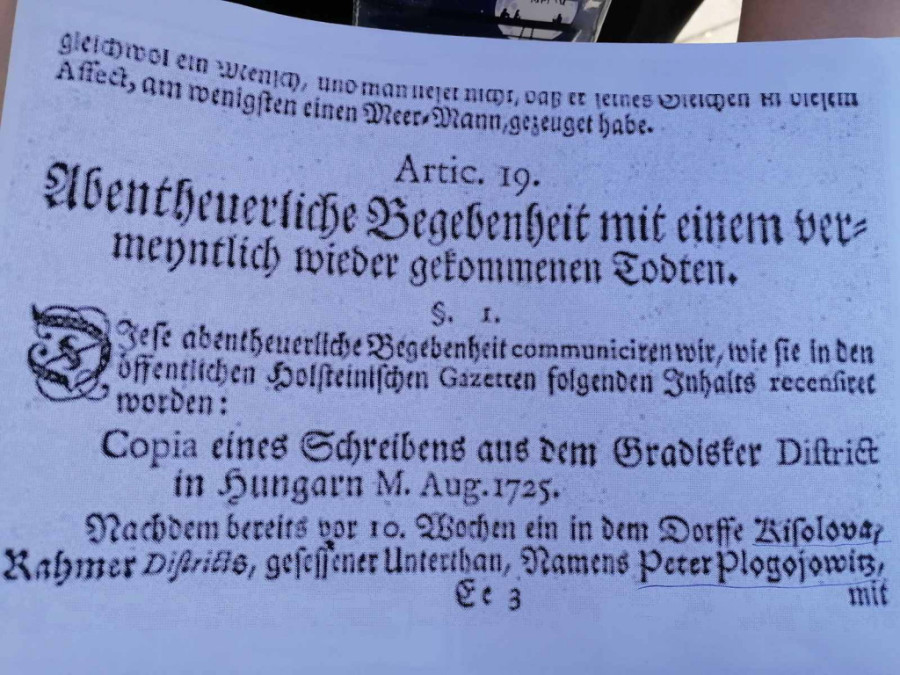 gleichwol ein Mensch, und man lieset nicht, daß er seines Gleichen in diesem
Affect, am wenigsten einen Meer-Mann, gezeuget habe.
Artic. 19.
Abentheuerliche Begebenheit mit einem ver-
meyntlich wieder gekommenen Todten.
§. 1.
DIese abentheuerliche Begebenheit communiciren wir, wie sie in den
öffentlichen Holsteinischen Gazetten folgenden Inhalts recensiret
worden:
Copia eines Schreibens aus dem Gradisker District
in Hungarn M. Aug. 1725.
Nachdem bereits vor 10. Wochen ein in dem Dorffe Kisolova,
Rahmer Districts, gesessener Unterthan, Namens Peter Plogojowitz,
Ee 3
mit